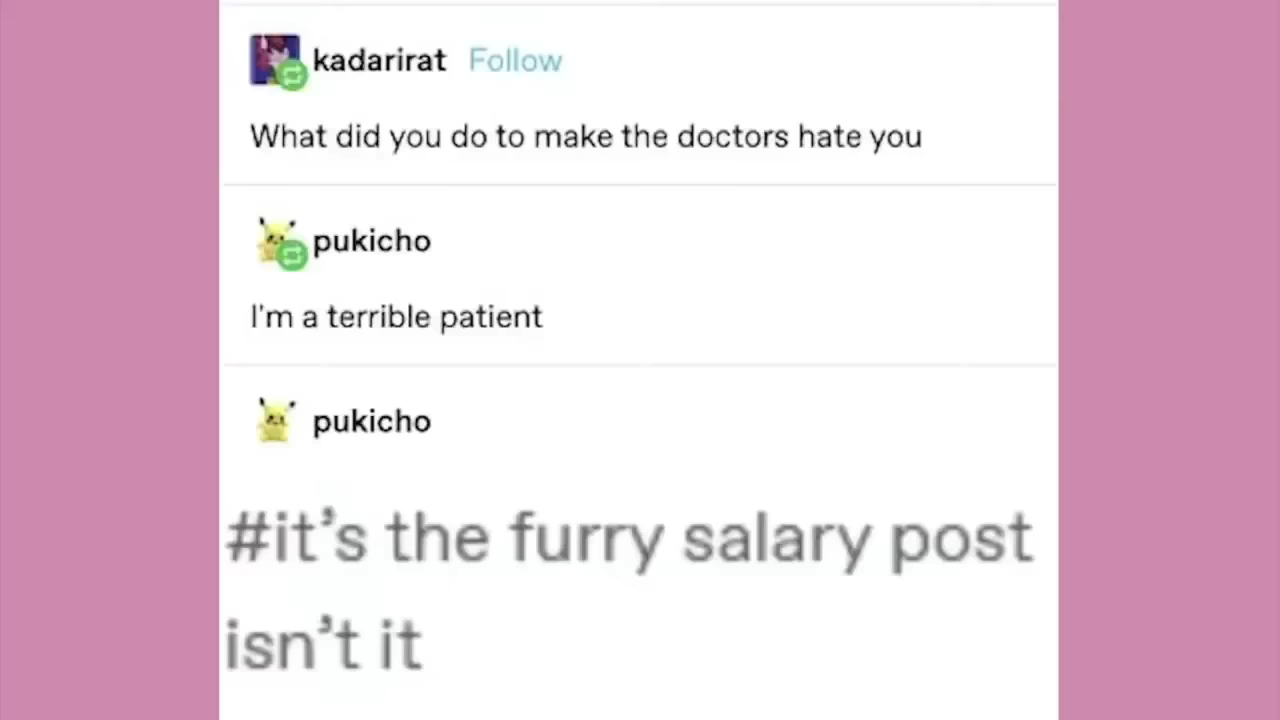 kadarirat Follow
What did you do to make the doctors hate you
pukicho
I'm a terrible patient
pukicho
#it’s the furry salary post
isn’t it